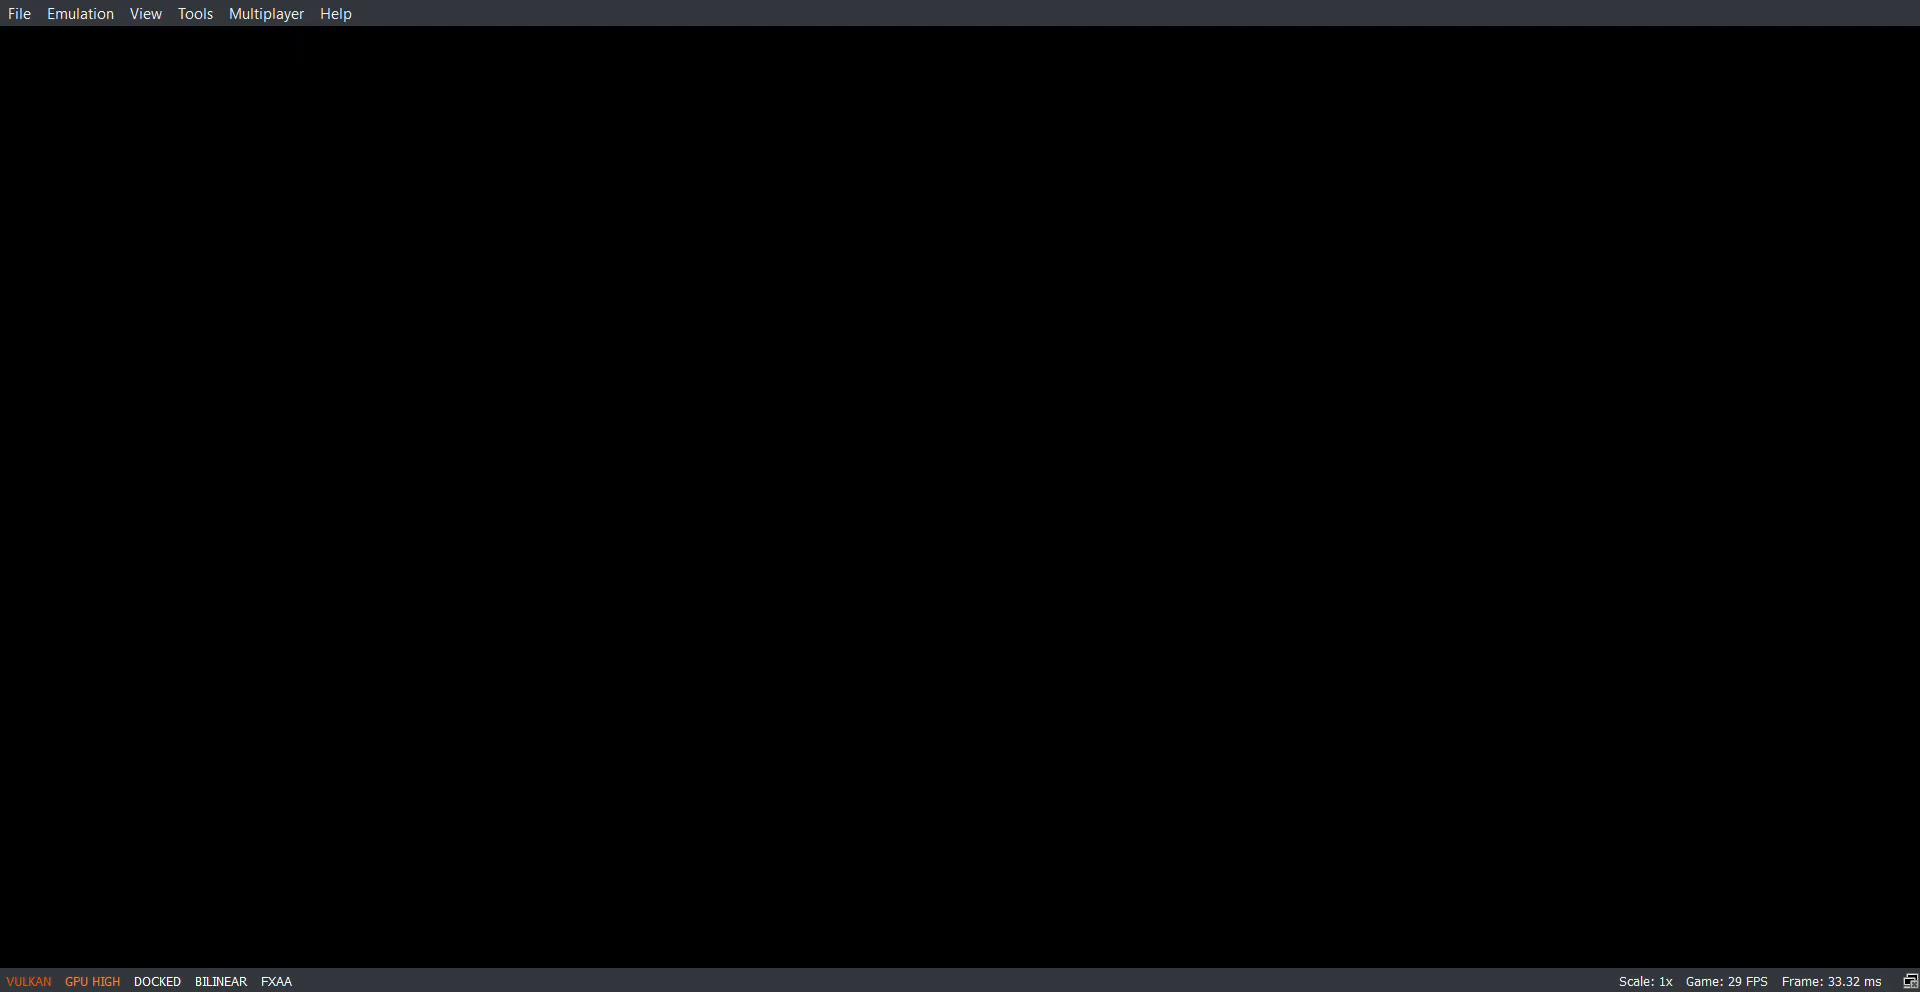 File Emulation View Tools Multiplayer Help
VULKAN GPU HIGH DOCKED BILINEAR FXAA Scale: 1x Game: 29 FPS Frame: 33.32 ms